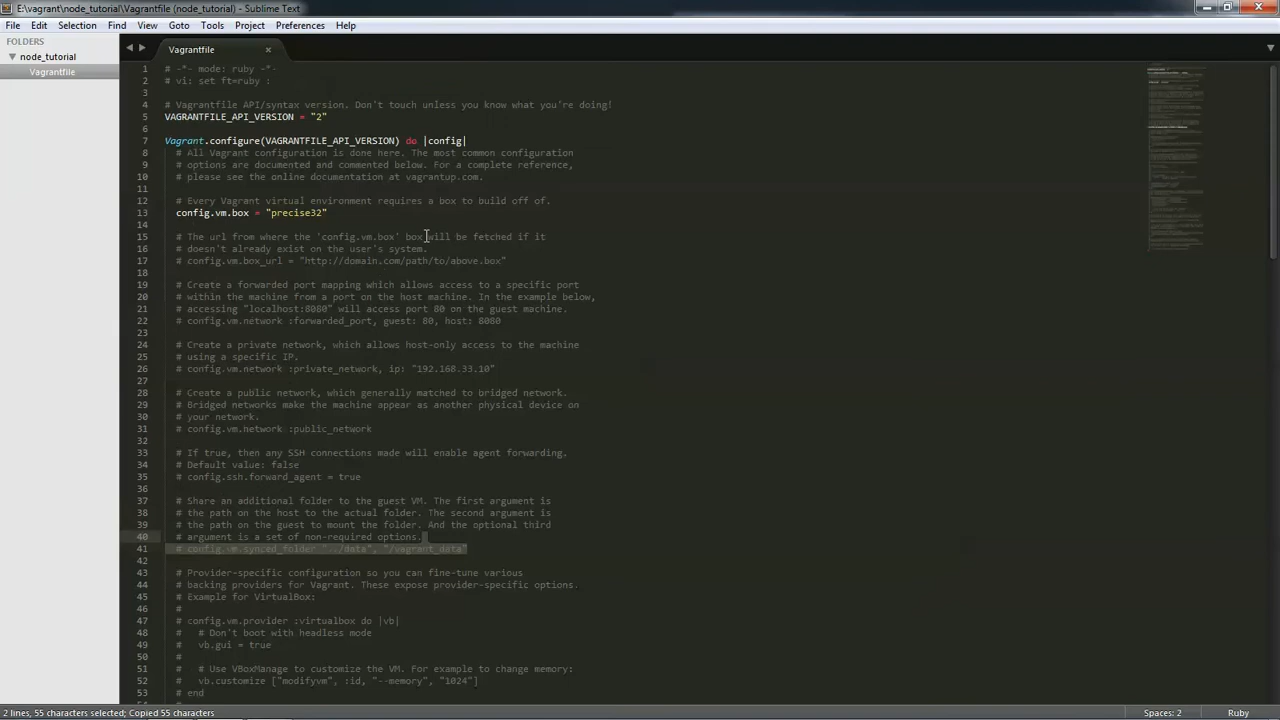 E:\vagrant\node_tutorial\Vagrantfile (node_tutorial) - Sublime Text
File Edit Selection Find View Goto Tools Project Preferences Help
FOLDERS
node_tutorial
Vagrantfile
Vagrantfile
1 # -*- mode: ruby -*-
2 # vi: set ft=ruby :
3
4 # Vagrantfile API/syntax version. Don't touch unless you know what you're doing!
5 VAGRANTFILE_API_VERSION = "2"
6
7 Vagrant.configure(VAGRANTFILE_API_VERSION) do |config|
8 # All Vagrant configuration is done here. The most common configuration
9 # options are documented and commented below. For a complete reference,
10 # please see the online documentation at vagrantup.com.
11
12 # Every Vagrant virtual environment requires a box to build off of.
13 config.vm.box = "precise32"
14
15 # The url from where the 'config.vm.box' box will be fetched if it
16 # doesn't already exist on the user's system.
17 # config.vm.box_url = "http://domain.com/path/to/above.box"
18
19 # Create a forwarded port mapping which allows access to a specific port
20 # within the machine from a port on the host machine. In the example below,
21 # accessing "localhost:8080" will access port 80 on the guest machine.
22 # config.vm.network :forwarded_port, guest: 80, host: 8080
23
24 # Create a private network, which allows host-only access to the machine
25 # using a specific IP.
26 # config.vm.network :private_network, ip: "192.168.33.10"
27
28 # Create a public network, which generally matched to bridged network.
29 # Bridged networks make the machine appear as another physical device on
30 # your network.
31 # config.vm.network :public_network
32
33 # If true, then any SSH connections made will enable agent forwarding.
34 # Default value: false
35 # config.ssh.forward_agent = true
36
37 # Share an additional folder to the guest VM. The first argument is
38 # the path on the host to the actual folder. The second argument is
39 # the path on the guest to mount the folder. And the optional third
40 # argument is a set of non-required options.
41 # config.vm.synced_folder "../data", "/vagrant_data"
42
43 # Provider-specific configuration so you can fine-tune various
44 # backing providers for Vagrant. These expose provider-specific options.
45 # Example for VirtualBox:
46 #
47 # config.vm.provider :virtualbox do |vb|
48 #   # Don't boot with headless mode
49 #   vb.gui = true
50 #
51 #   # Use VBoxManage to customize the VM. For example to change memory:
52 #   vb.customize ["modifyvm", :id, "--memory", "1024"]
53 # end
2 lines, 55 characters selected; Copied 55 characters Spaces: 2 Ruby